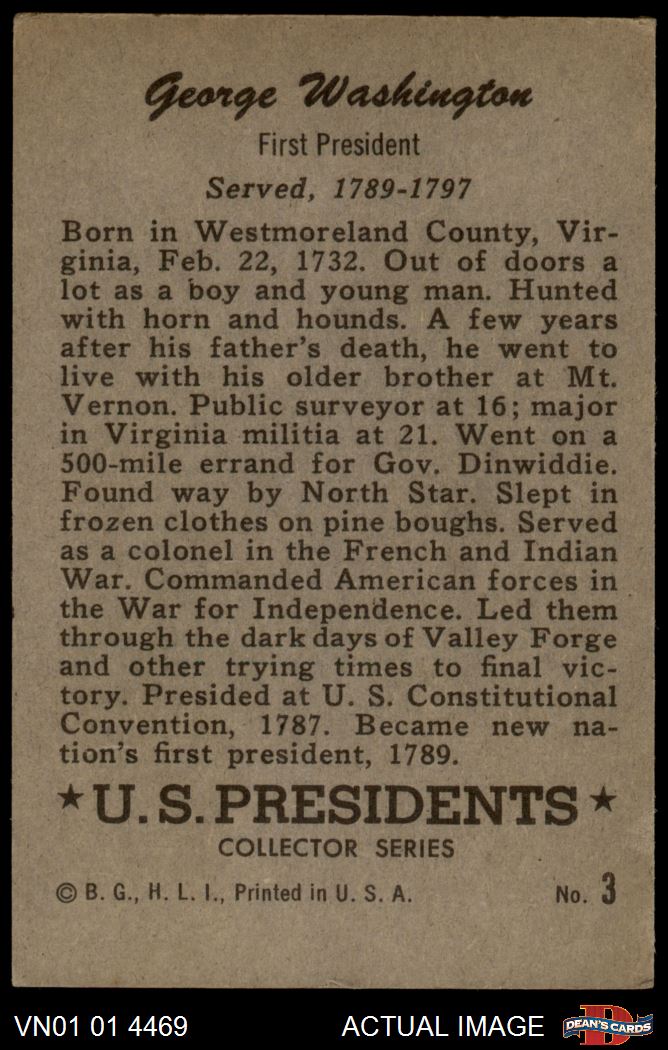 George Washington
First President
Served, 1789-1797
Born in Westmoreland County, Vir-
ginia, Feb. 22, 1732. Out of doors a
lot as a boy and young man. Hunted
with horn and hounds. A few years
after his father's death, he went to
live with his older brother at Mt.
Vernon. Public surveyor at 16; major
in Virginia militia at 21. Went on a
500-mile errand for Gov. Dinwiddie.
Found way by North Star. Slept in
frozen clothes on pine boughs. Served
as a colonel in the French and Indian
War. Commanded American forces in
the War for Independence. Led them
through the dark days of Valley Forge
and other trying times to final vic-
tory. Presided at U. S. Constitutional
Convention, 1787. Became new na-
tion's first president, 1789.
★ U.S. PRESIDENTS ★
COLLECTOR SERIES
© B. G., H. L. I., Printed in U. S. A. No. 3
VN01 01 4469 ACTUAL IMAGE D DEAN'S CARDS